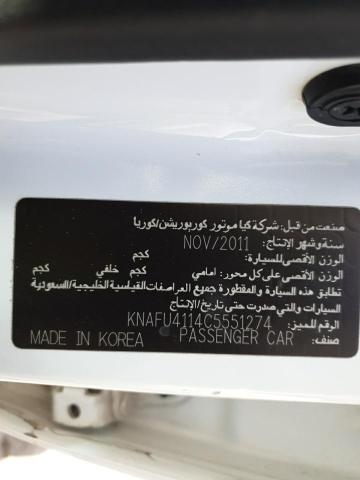 صنعت من قبل: شركة كيا موتور كوربوريشن/كوريا
سنة وشهر الإنتاج: NOV/2011
الوزن الأقصى للسيارة: كجم
الوزن الأقصى على كل محور: أمامي كجم خلفي كجم
تطابق هذه السيارة و المقطورة جميع المواصفات القياسية الخليجية/السعودية
السيارات والتي صدرت حتى تاريخ/الإنتاج
الرقم المميز: KNAFU4114C5551274
صنف: PASSENGER CAR MADE IN KOREA